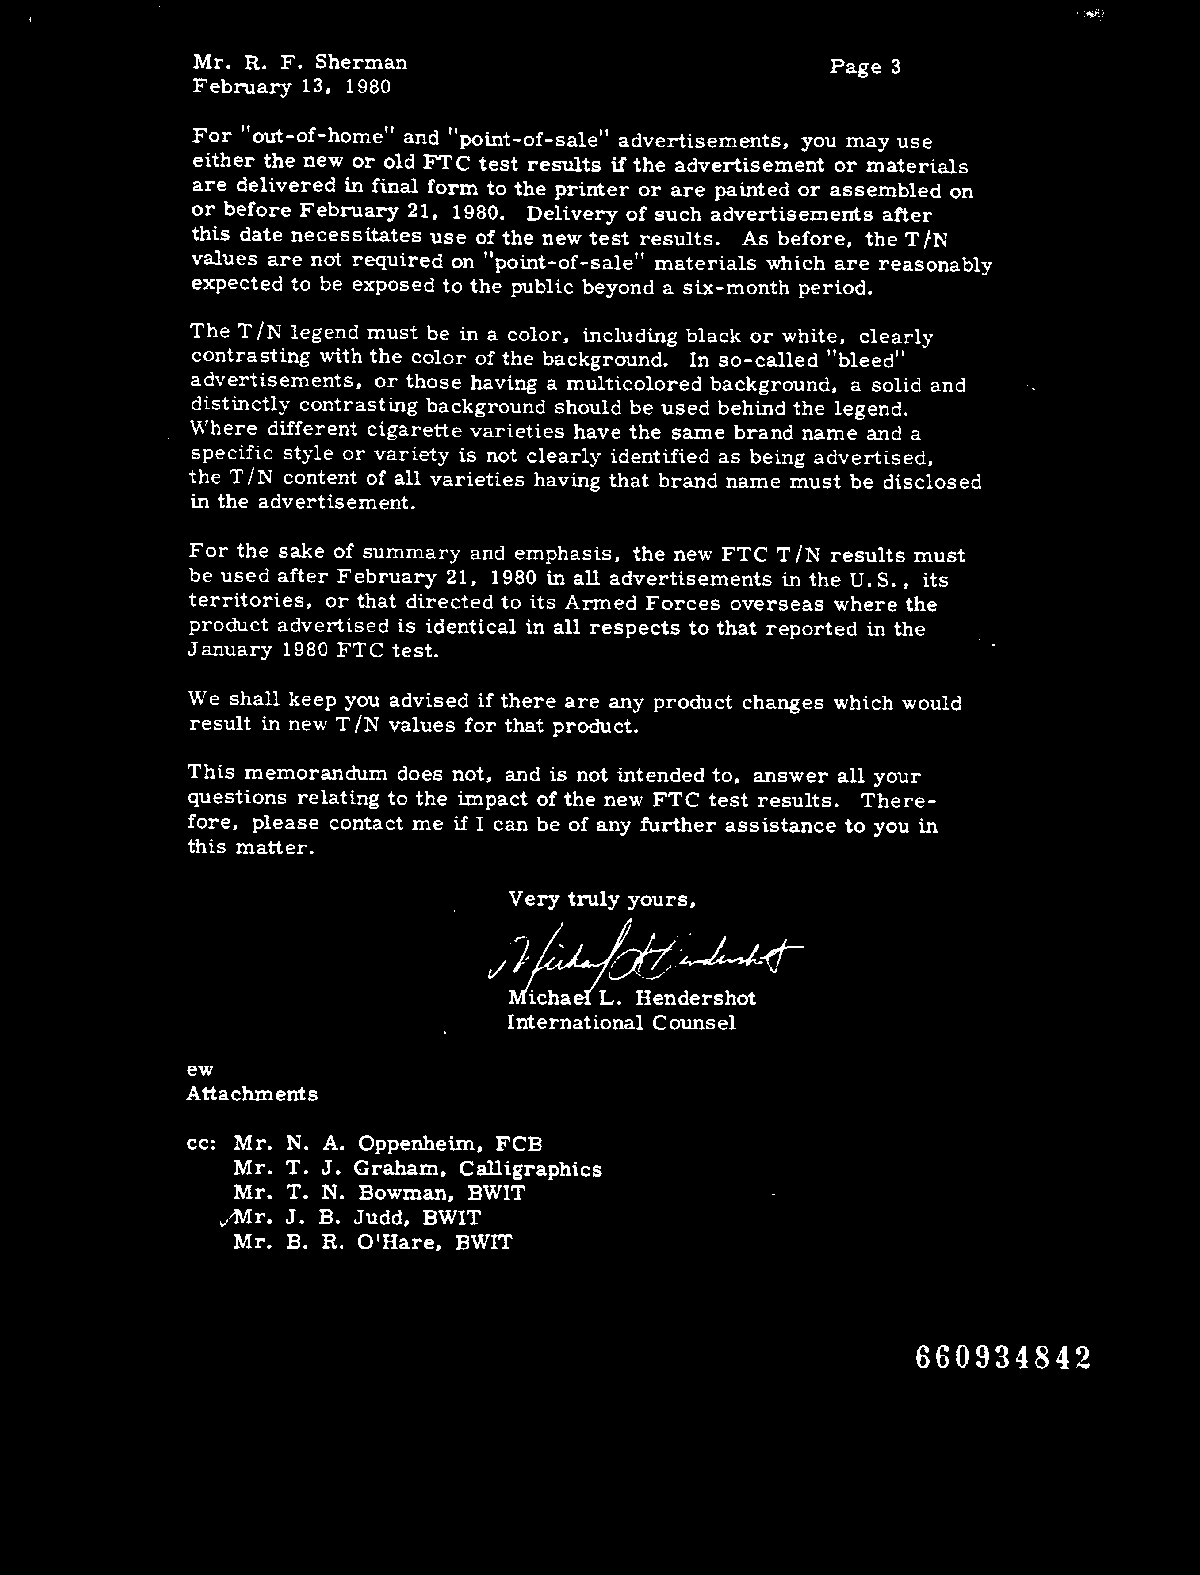 Mr. R. F. Sherman
Page 3
February 13, 1980
For "out-of-home" and "point-of-sale" advertisements, you may use
either the new or old FTC test results if the advertisement or materials
are delivered in final form to the printer or are painted or assembled on
or before February 21, 1980. Delivery of such advertisements after
this date necessitates use of the new test results. As before, the T/N
values are not required on "point-of-sale" materials which are reasonably
expected to be exposed to the public beyond a six-month period.
The T/N legend must be in a color, including black or white, clearly
contrasting with the color of the background. In so-called "bleed"
advertisements, or those having a multicolored background, a solid and
distinctly contrasting background should be used behind the legend.
Where different cigarette varieties have the same brand name and a
specific style or variety is not clearly identified as being advertised,
the T/N content of all varieties having that brand name must be disclosed
in the advertisement.
For the sake of summary and emphasis, the new FTC T/N results must
be used after February 21, 1980 in all advertisements in the U.S., its
territories, or that directed to its Armed Forces overseas where the
product advertised is identical in all respects to that reported in the
January 1980 FTC test.
We shall keep you advised if there are any product changes which would
result in new T/N values for that product.
This memorandum does not, and is not intended to, answer all your
questions relating to the impact of the new FTC test results. There-
fore, please contact me if I can be of any further assistance to you in
this matter.
Very truly yours,
Michael L. Hendershot
Michael L. Hendershot
International Counsel
ew
Attachments
cc: Mr. N. A. Oppenheim, FCB
Mr. T. J. Graham, Calligraphics
Mr. T. N. Bowman, BWIT
✓Mr. J. B. Judd, BWIT
Mr. B. R. O'Hare, BWIT
660934842